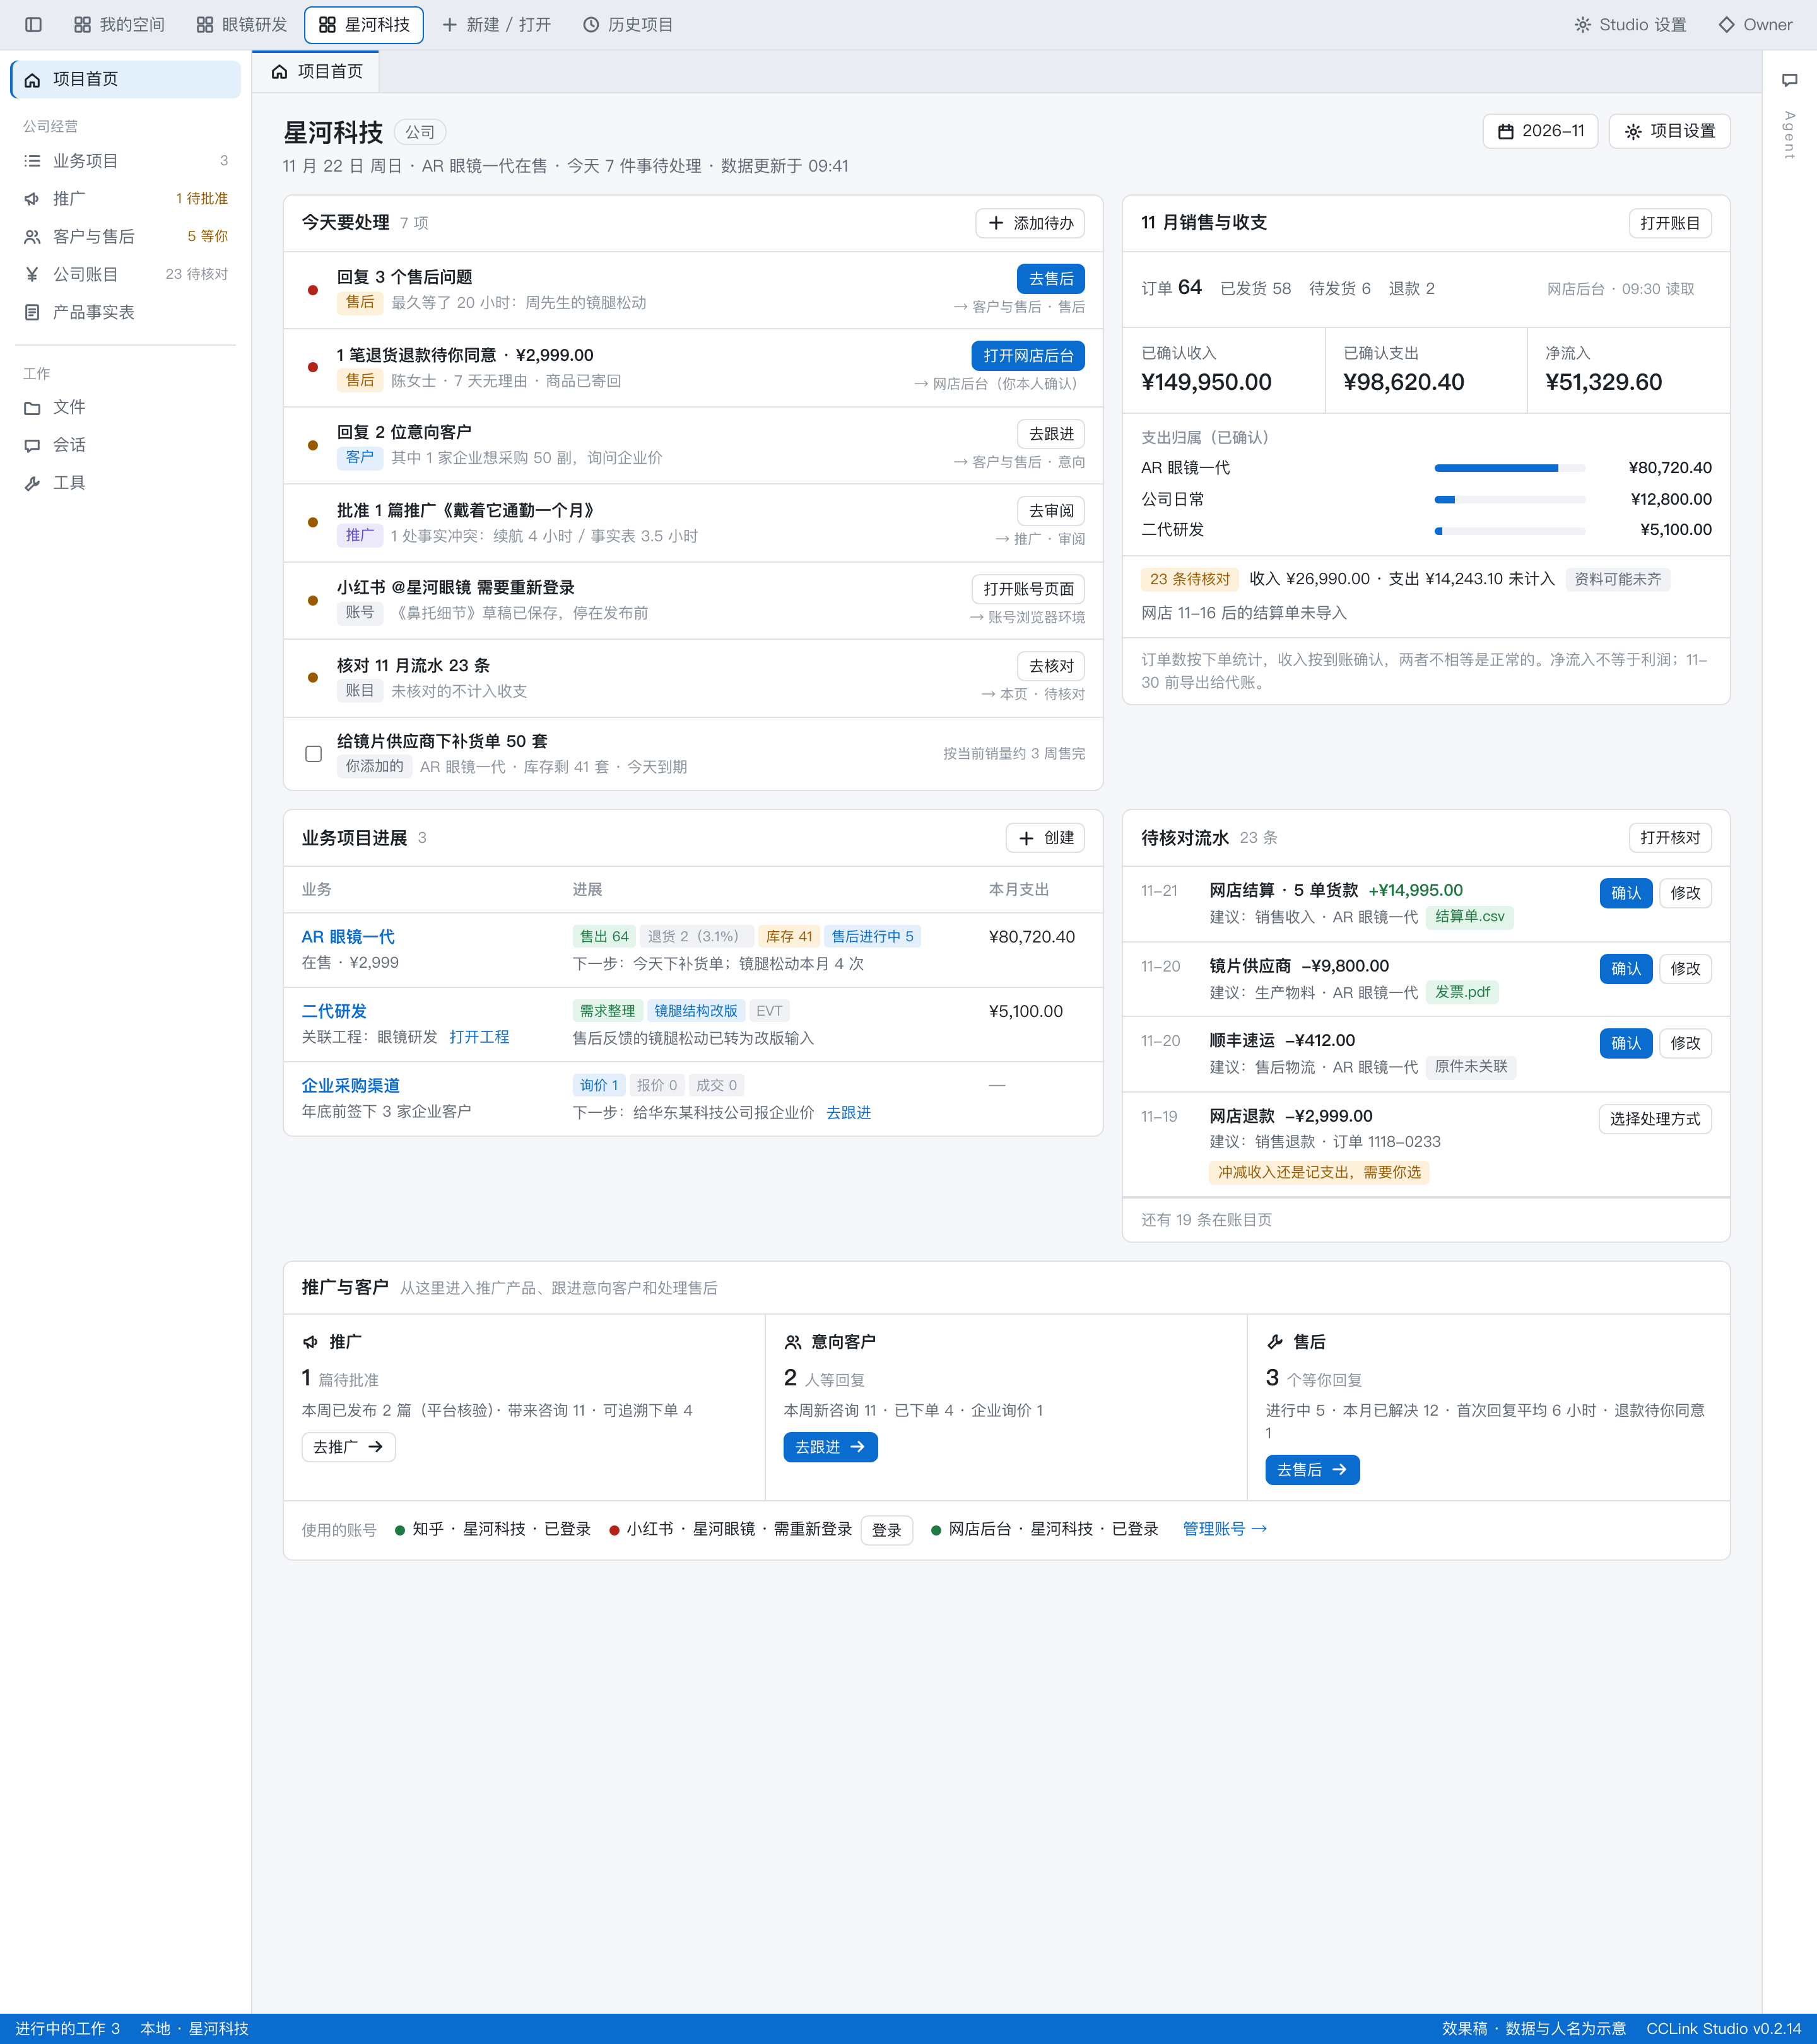 我的空间 眼镜研发 星河科技 新建 / 打开 历史项目 Studio 设置 Owner
项目首页
公司经营
业务项目 3
推广 1 待批准
客户与售后 5 等你
公司账目 23 待核对
产品事实表
工作
文件
会话
工具
项目首页
Agent
星河科技 公司 2026-11 项目设置
11 月 22 日 周日 · AR 眼镜一代在售 · 今天 7 件事待处理 · 数据更新于 09:41
今天要处理 7 项 添加待办
回复 3 个售后问题 去售后
售后 最久等了 20 小时：周先生的镜腿松动 → 客户与售后 · 售后
1 笔退货退款待你同意 · ¥2,999.00 打开网店后台
售后 陈女士 · 7 天无理由 · 商品已寄回 → 网店后台（你本人确认）
回复 2 位意向客户 去跟进
客户 其中 1 家企业想采购 50 副，询问企业价 → 客户与售后 · 意向
批准 1 篇推广《戴着它通勤一个月》 去审阅
推广 1 处事实冲突：续航 4 小时 / 事实表 3.5 小时 → 推广 · 审阅
小红书 @星河眼镜 需要重新登录 打开账号页面
账号 《鼻托细节》草稿已保存，停在发布前 → 账号浏览器环境
核对 11 月流水 23 条 去核对
账目 未核对的不计入收支 → 本页 · 待核对
给镜片供应商下补货单 50 套
你添加的 AR 眼镜一代 · 库存剩 41 套 · 今天到期 按当前销量约 3 周售完
11 月销售与收支 打开账目
订单 64 已发货 58 待发货 6 退款 2 网店后台 · 09:30 读取
已确认收入 已确认支出 净流入
¥149,950.00 ¥98,620.40 ¥51,329.60
支出归属（已确认）
AR 眼镜一代 ¥80,720.40
公司日常 ¥12,800.00
二代研发 ¥5,100.00
23 条待核对 收入 ¥26,990.00 · 支出 ¥14,243.10 未计入 资料可能未齐
网店 11-16 后的结算单未导入
订单数按下单统计，收入按到账确认，两者不相等是正常的。净流入不等于利润；11-
30 前导出给代账。
业务项目进展 3 创建
业务 进展 本月支出
AR 眼镜一代 售出 64 退货 2（3.1%） 库存 41 售后进行中 5 ¥80,720.40
在售 · ¥2,999 下一步：今天下补货单；镜腿松动本月 4 次
二代研发 需求整理 镜腿结构改版 EVT ¥5,100.00
关联工程：眼镜研发 打开工程 售后反馈的镜腿松动已转为改版输入
企业采购渠道 询价 1 报价 0 成交 0 —
年底前签下 3 家企业客户 下一步：给华东某科技公司报企业价 去跟进
待核对流水 23 条 打开核对
11-21 网店结算 · 5 单货款 +¥14,995.00 确认 修改
建议：销售收入 · AR 眼镜一代 结算单.csv
11-20 镜片供应商 -¥9,800.00 确认 修改
建议：生产物料 · AR 眼镜一代 发票.pdf
11-20 顺丰速运 -¥412.00 确认 修改
建议：售后物流 · AR 眼镜一代 原件未关联
11-19 网店退款 -¥2,999.00 选择处理方式
建议：销售退款 · 订单 1118-0233
冲减收入还是记支出，需要你选
还有 19 条在账目页
推广与客户 从这里进入推广产品、跟进意向客户和处理售后
推广
1 篇待批准
本周已发布 2 篇（平台核验）· 带来咨询 11 · 可追溯下单 4
去推广 →
意向客户
2 人等回复
本周新咨询 11 · 已下单 4 · 企业询价 1
去跟进 →
售后
3 个等你回复
进行中 5 · 本月已解决 12 · 首次回复平均 6 小时 · 退款待你同意
1
去售后 →
使用的账号 知乎 · 星河科技 · 已登录 小红书 · 星河眼镜 · 需重新登录 登录 网店后台 · 星河科技 · 已登录 管理账号 →
进行中的工作 3 本地 · 星河科技 效果稿 · 数据与人名为示意 CCLink Studio v0.2.14